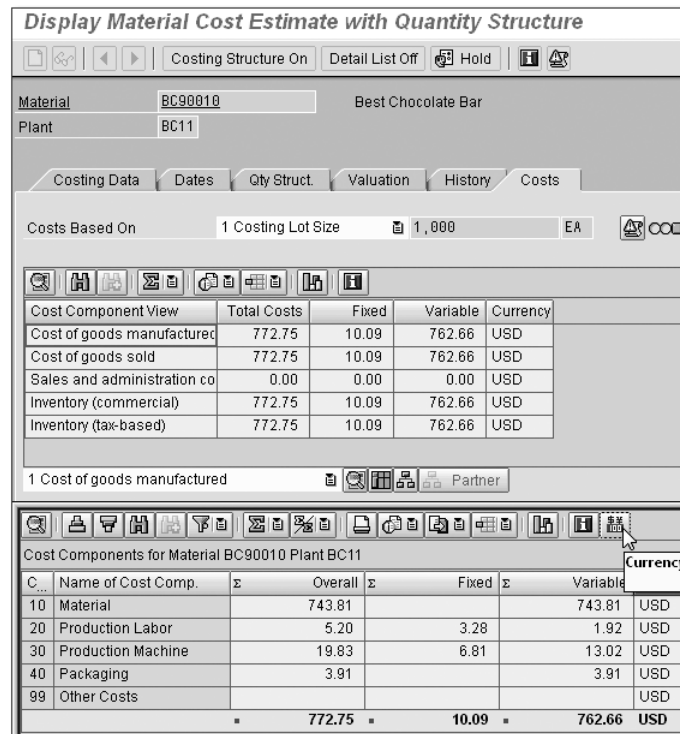 Display Material Cost Estimate with Quantity Structure
Costing Structure On Detail List Off Hold
Material BC90010 Best Chocolate Bar
Plant BC11
Costing Data Dates Qty Struct. Valuation History Costs
Costs Based On 1 Costing Lot Size 1,000 EA
Cost Component View Total Costs Fixed Variable Currency
Cost of goods manufactured 772.75 10.09 762.66 USD
Cost of goods sold 772.75 10.09 762.66 USD
Sales and administration co 0.00 0.00 0.00 USD
Inventory (commercial) 772.75 10.09 762.66 USD
Inventory (tax-based) 772.75 10.09 762.66 USD
1 Cost of goods manufactured Partner
Cost Components for Material BC90010 Plant BC11
Currency
C... Name of Cost Comp. Σ Overall Σ Fixed Σ Variable
10 Material 743.81 743.81 USD
20 Production Labor 5.20 3.28 1.92 USD
30 Production Machine 19.83 6.81 13.02 USD
40 Packaging 3.91 3.91 USD
99 Other Costs USD
▪ 772.75 ▪ 10.09 ▪ 762.66 USD